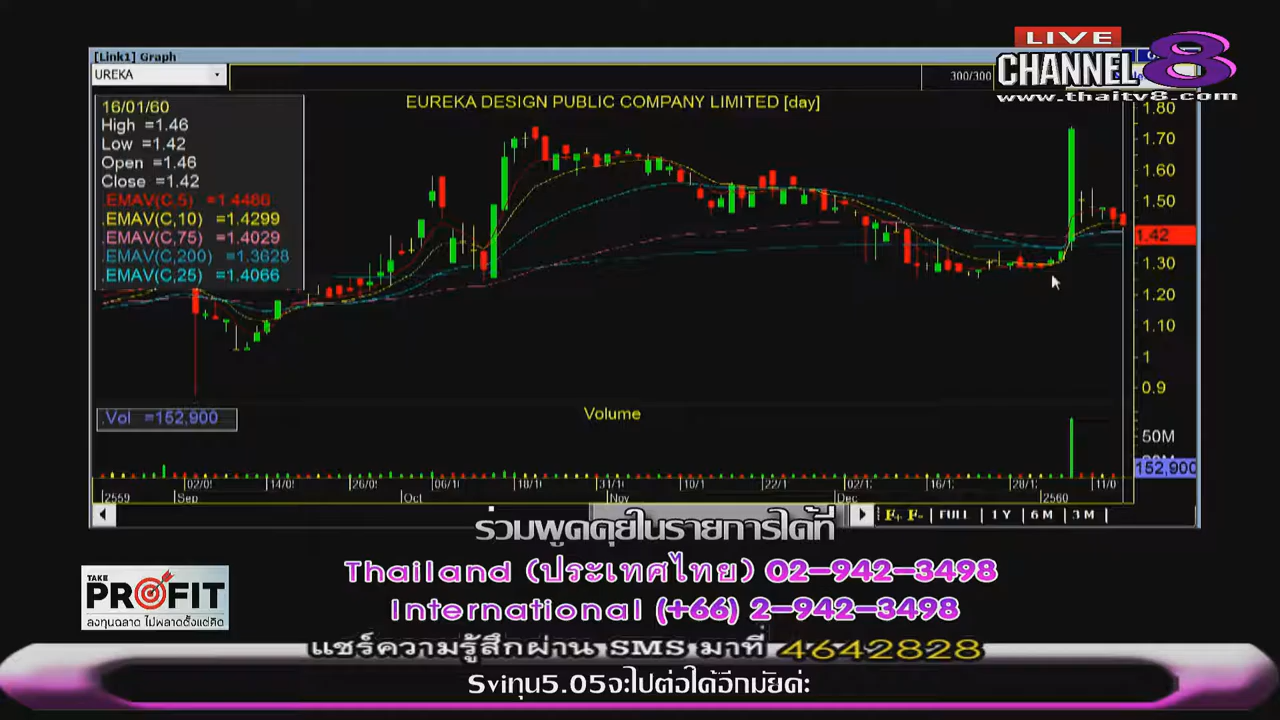 [Link1] Graph
LIVE
CHANNEL 8
www.thaitv8.com
UREKA
300/300
EUREKA DESIGN PUBLIC COMPANY LIMITED [day]
16/01/60
High =1.46
Low =1.42
Open =1.46
Close =1.42
.EMAV(C,5) =1.4460
.EMAV(C,10) =1.4299
.EMAV(C,75) =1.4029
.EMAV(C,200) =1.3628
.EMAV(C,25) =1.4066
1.80
1.70
1.60
1.50
1.42
1.30
1.20
1.10
1
0.9
.Vol =152,900
Volume
50M
152,900
02/0
14/0
26/0
06/1
18/1
31/1
10/1
22/1
02/1
16/1
28/1
11/0
2559
Sep
Oct
Nov
Dec
2560
F+ F- FULL 1Y 6M 3M
ร่วมพูดคุยในรายการได้ที่
Thailand (ประเทศไทย) 02-942-3498
International (+66) 2-942-3498
TAKE
PROFIT
ลงทุนฉลาด ไม่พลาดตั้งแต่คิด
แชร์ความรู้สึกผ่าน SMS มาที่ 4642828
Sviทุน5.05จะไปต่อได้อีกมัยค่ะ